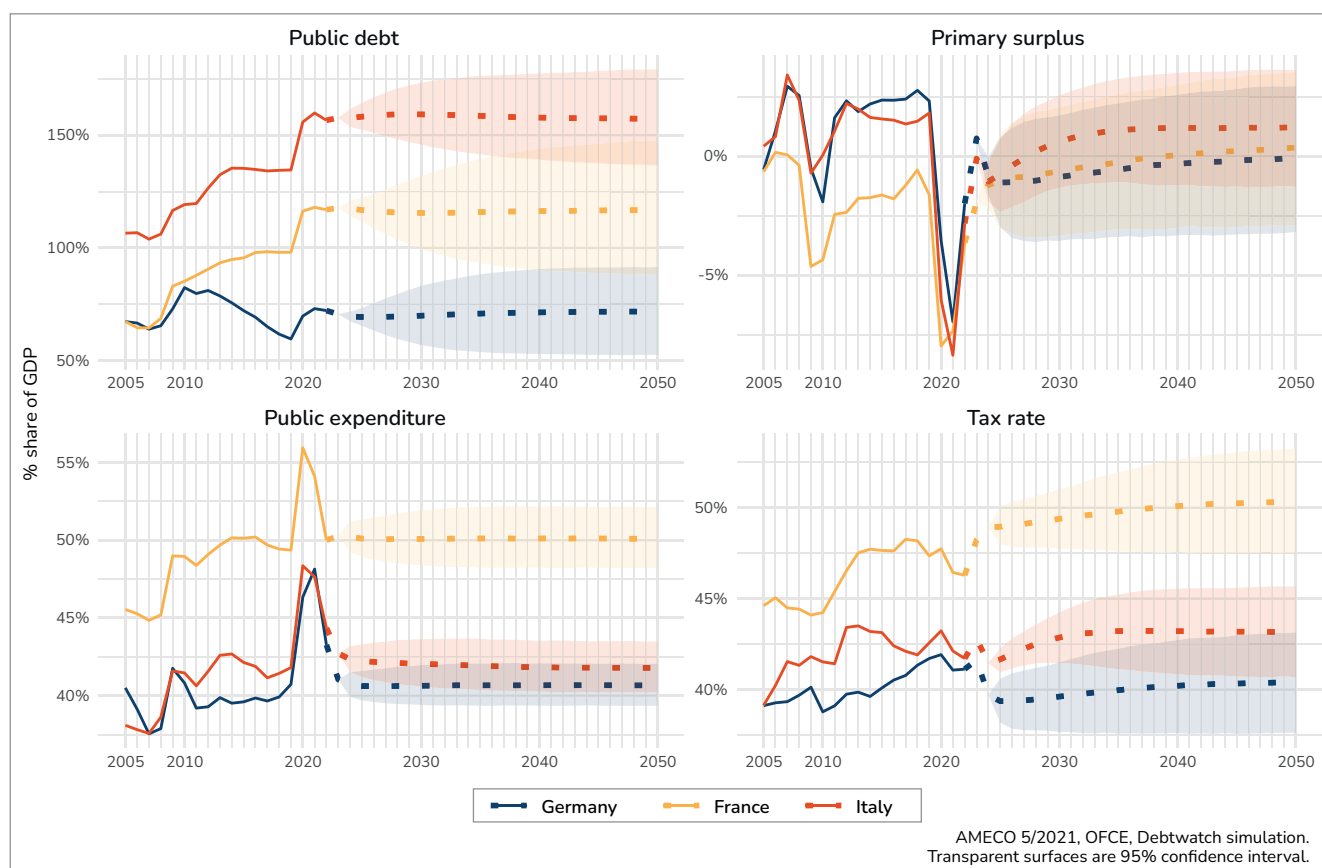 Public debt
Primary surplus
150%
100%
50%
2005 2010 2020 2030 2040 2050
0%
-5%
2005 2010 2020 2030 2040 2050
% share of GDP
Public expenditure
Tax rate
55%
50%
45%
40%
2005 2010 2020 2030 2040 2050
50%
45%
40%
2005 2010 2020 2030 2040 2050
Germany France Italy
AMECO 5/2021, OFCE, Debtwatch simulation.
Transparent surfaces are 95% confidence interval.